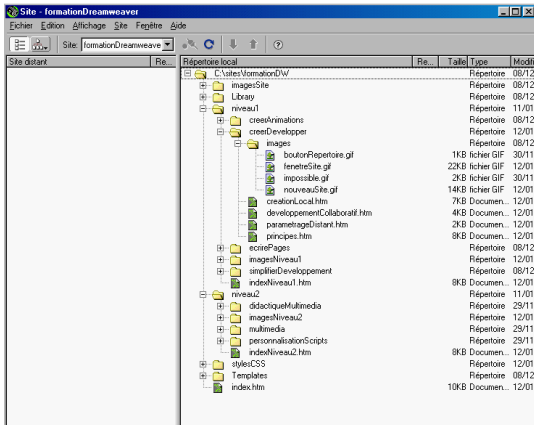 Site - formationDreamweaver
Fichier Edition Affichage Site Fenêtre Aide
Site: formationDreamweave
Site distant Re... Répertoire local Re... Taille Type Modifi
C:\sites\formationDW Répertoire 08/12
imagesSite Répertoire 08/12
Library Répertoire 08/12
niveau1 Répertoire 11/01
creerAnimations Répertoire 08/12
creerDevelopper Répertoire 12/01
images Répertoire 08/12
boutonRepertoire.gif 1KB fichier GIF 30/11
fenetreSite.gif 22KB fichier GIF 12/01
impossible.gif 2KB fichier GIF 30/11
nouveauSite.gif 14KB fichier GIF 12/01
creationLocal.htm 7KB Documen... 12/01
developpementCollaboratif.htm 4KB Documen... 12/01
parametrageDistant.htm 2KB Documen... 12/01
principes.htm 8KB Documen... 12/01
ecrirePages Répertoire 08/12
imagesNiveau1 Répertoire 12/01
simplifierDeveloppement Répertoire 08/12
indexNiveau1.htm 8KB Documen... 12/01
niveau2 Répertoire 11/01
didactiqueMultimedia Répertoire 29/11
imagesNiveau2 Répertoire 12/01
multimedia Répertoire 29/11
personnalisationScripts Répertoire 29/11
indexNiveau2.htm 8KB Documen... 12/01
stylesCSS Répertoire 12/01
Templates Répertoire 08/12
index.htm 10KB Documen... 12/01